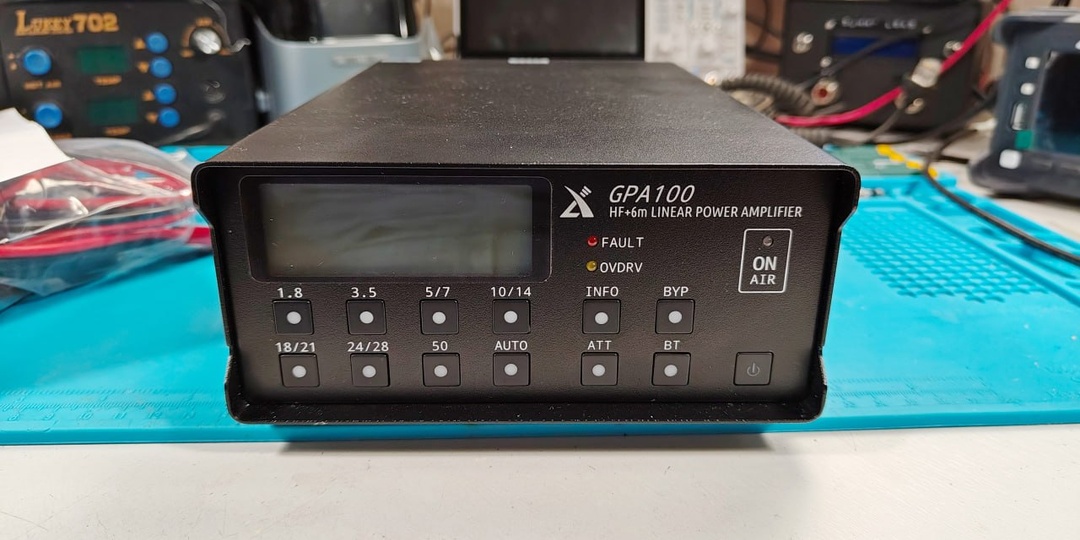 LUKEY702
GPA100
HF+6m LINEAR POWER AMPLIFIER
FAULT
OVDRV
ON
AIR
1.8 3.5 5/7 10/14 INFO BYP
18/21 24/28 50 AUTO ATT BT